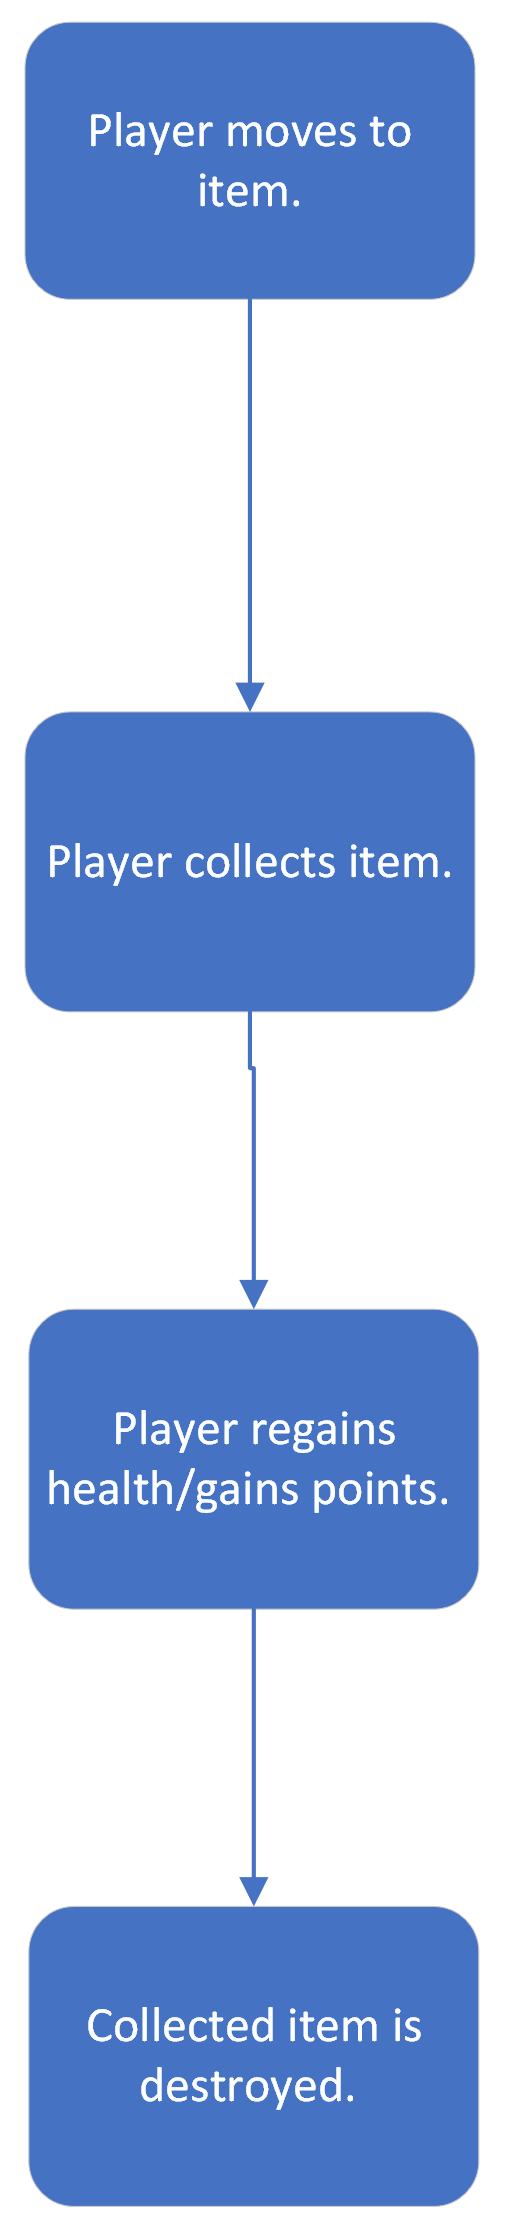 Player moves to
item.
Player collects item.
Player regains
health/gains points.
Collected item is
destroyed.